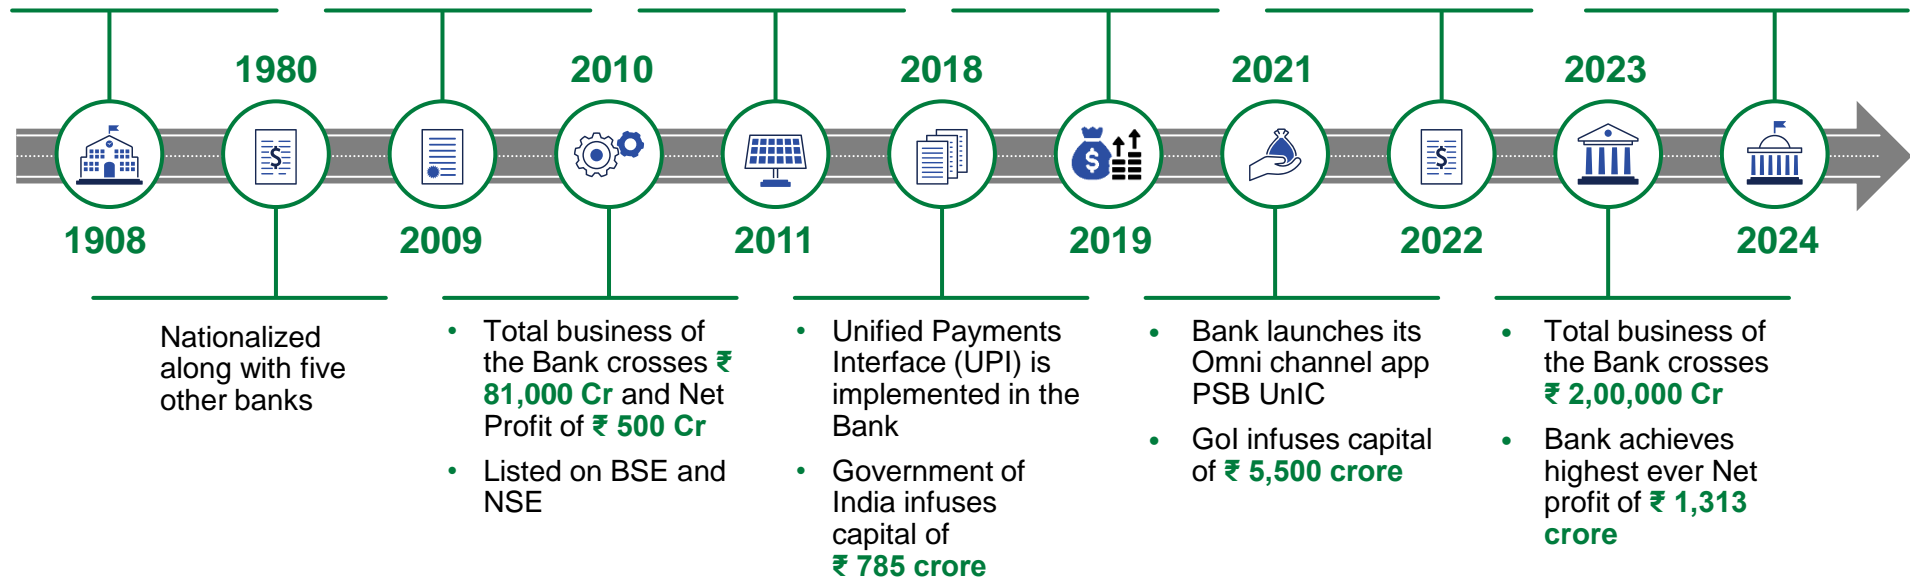 1980
2010
2018
2021
2023
1908
2009
2011
2019
2022
2024
Nationalized
along with five
other banks
• Total business of
the Bank crosses ₹
81,000 Cr and Net
Profit of ₹ 500 Cr
• Listed on BSE and
NSE
• Unified Payments
Interface (UPI) is
implemented in the
Bank
• Government of
India infuses
capital of
₹ 785 crore
• Bank launches its
Omni channel app
PSB UnIC
• GoI infuses capital
of ₹ 5,500 crore
• Total business of
the Bank crosses
₹ 2,00,000 Cr
• Bank achieves
highest ever Net
profit of ₹ 1,313
crore